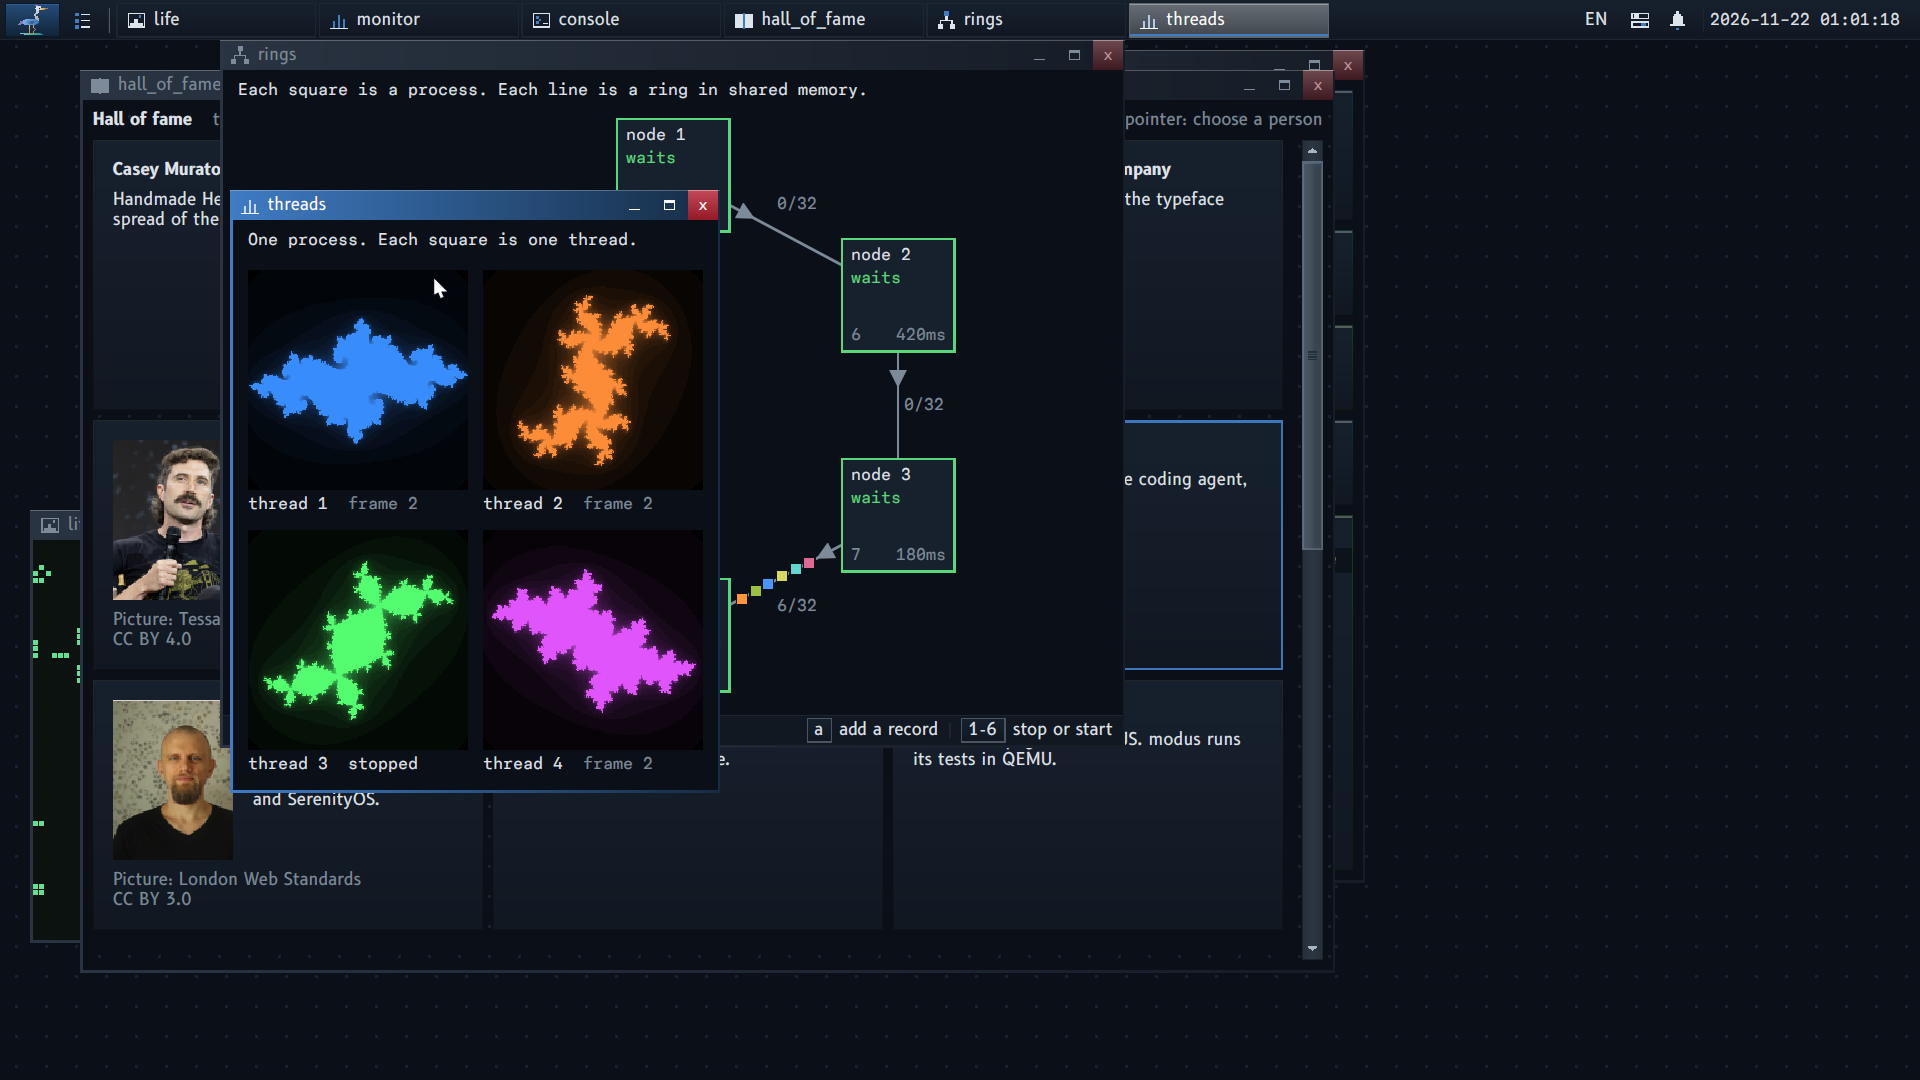 life
monitor
console
hall_of_fame
rings
threads
EN
2026-11-22 01:01:18
rings
Each square is a process. Each line is a ring in shared memory.
node 1
waits
0/32
node 2
waits
6 420ms
0/32
node 3
waits
7 180ms
6/32
a add a record
1-6 stop or start
threads
One process. Each square is one thread.
thread 1 frame 2
thread 2 frame 2
thread 3 stopped
thread 4 frame 2
hall_of_fame
Hall of fame
pointer: choose a person
Casey
Handmade
spread of the
the typeface
Picture: Tessa
CC BY 4.0
coding agent,
and SerenityOS.
Picture: London Web Standards
CC BY 3.0
modus runs
its tests in QEMU.